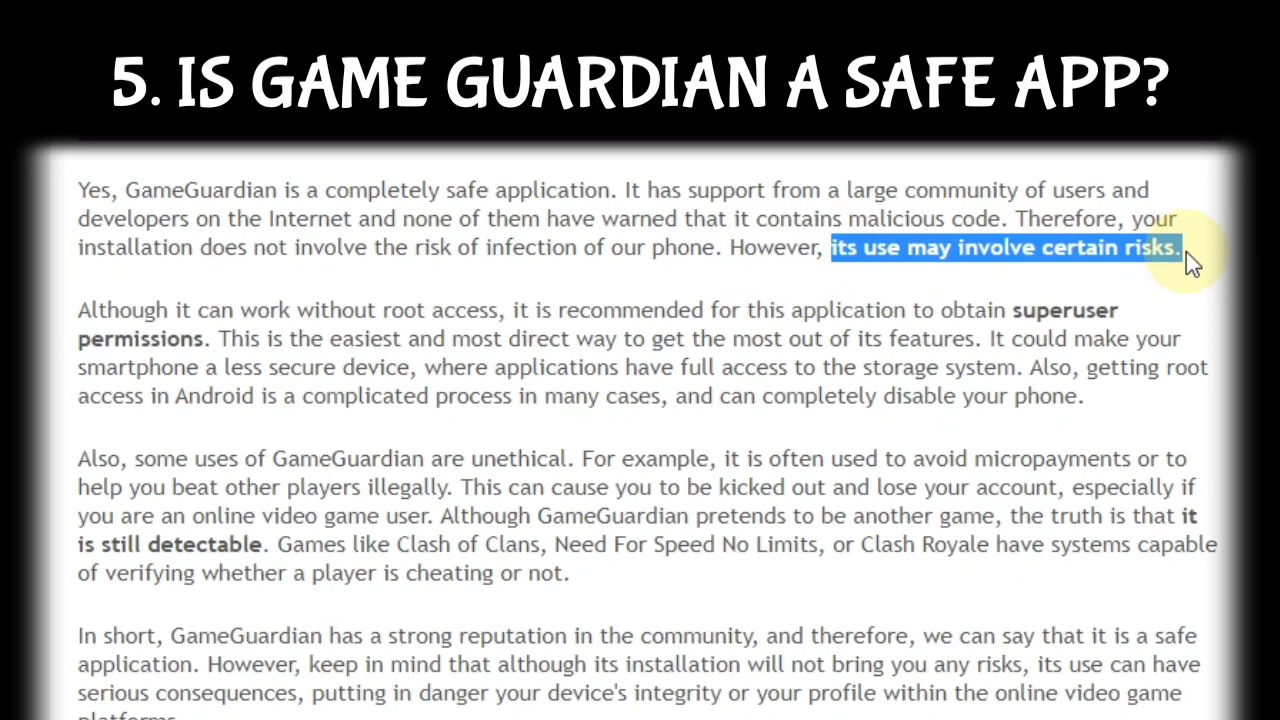 5. IS GAME GUARDIAN A SAFE APP?
Yes, GameGuardian is a completely safe application. It has support from a large community of users and
developers on the Internet and none of them have warned that it contains malicious code. Therefore, your
installation does not involve the risk of infection of our phone. However, its use may involve certain risks.
Although it can work without root access, it is recommended for this application to obtain superuser
permissions. This is the easiest and most direct way to get the most out of its features. It could make your
smartphone a less secure device, where applications have full access to the storage system. Also, getting root
access in Android is a complicated process in many cases, and can completely disable your phone.
Also, some uses of GameGuardian are unethical. For example, it is often used to avoid micropayments or to
help you beat other players illegally. This can cause you to be kicked out and lose your account, especially if
you are an online video game user. Although GameGuardian pretends to be another game, the truth is that it
is still detectable. Games like Clash of Clans, Need For Speed No Limits, or Clash Royale have systems capable
of verifying whether a player is cheating or not.
In short, GameGuardian has a strong reputation in the community, and therefore, we can say that it is a safe
application. However, keep in mind that although its installation will not bring you any risks, its use can have
serious consequences, putting in danger your device's integrity or your profile within the online video game
platforms.